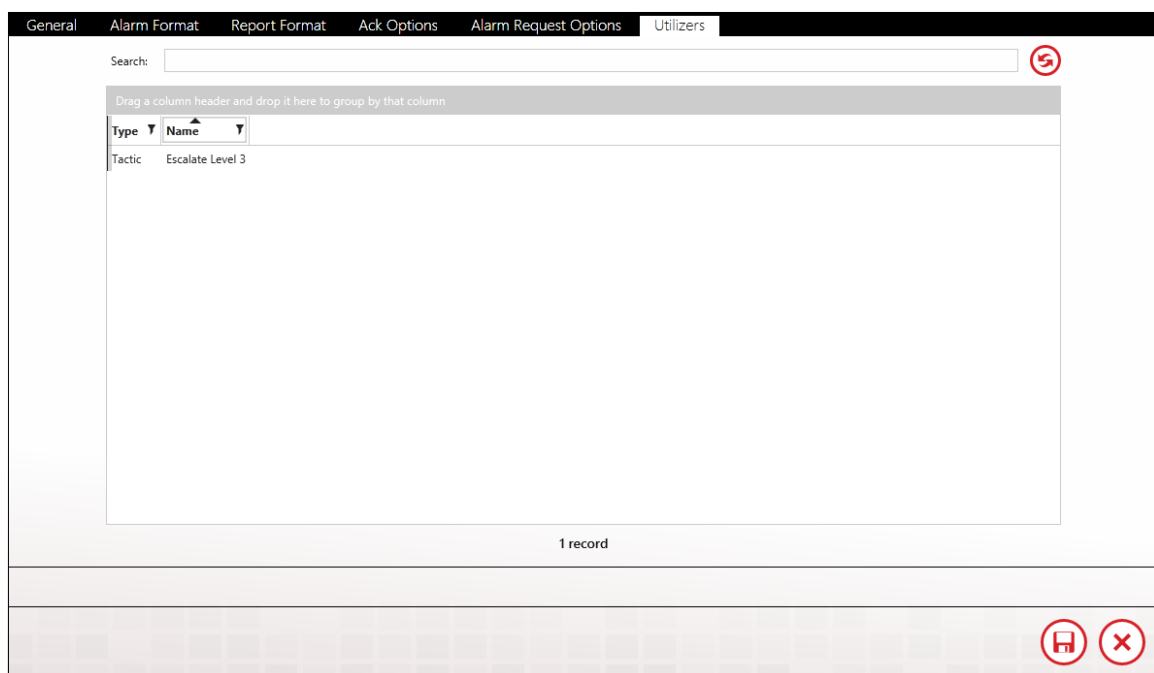 General Alarm Format Report Format Ack Options Alarm Request Options Utilizers
Search:
Drag a column header and drop it here to group by that column
Type Name
Tactic Escalate Level 3
1 record